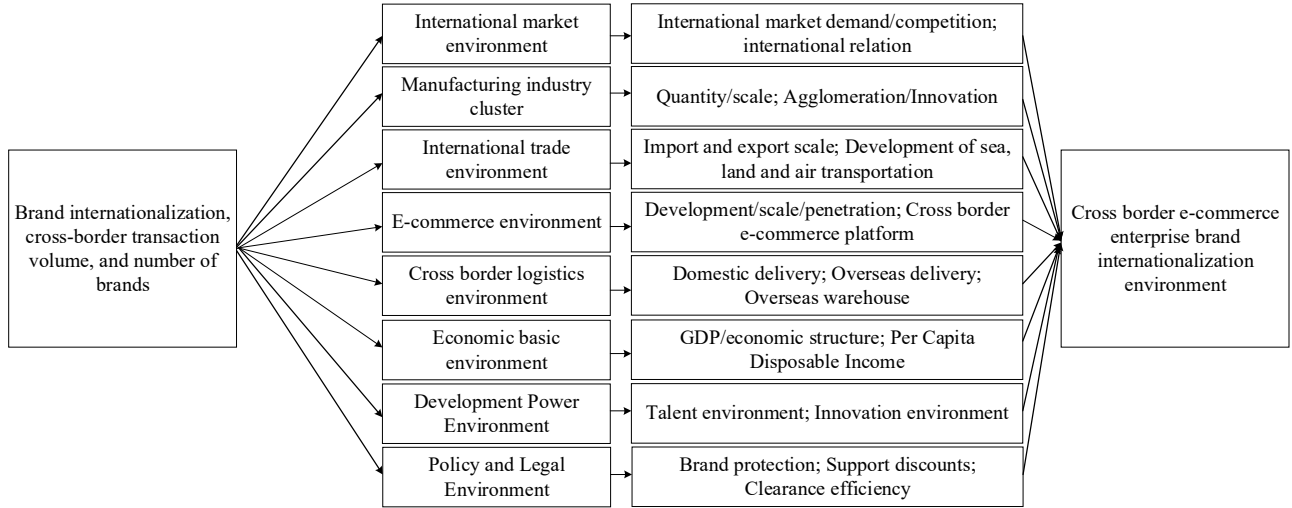 Brand internationalization,
cross-border transaction
volume, and number of
brands
International market
environment
International market demand/competition;
international relation
Manufacturing industry
cluster
Quantity/scale; Agglomeration/Innovation
International trade
environment
Import and export scale; Development of sea,
land and air transportation
E-commerce environment
Development/scale/penetration; Cross border
e-commerce platform
Cross border logistics
environment
Domestic delivery; Overseas delivery;
Overseas warehouse
Economic basic
environment
GDP/economic structure; Per Capita
Disposable Income
Development Power
Environment
Talent environment; Innovation environment
Policy and Legal
Environment
Brand protection; Support discounts;
Clearance efficiency
Cross border e-commerce
enterprise brand
internationalization
environment